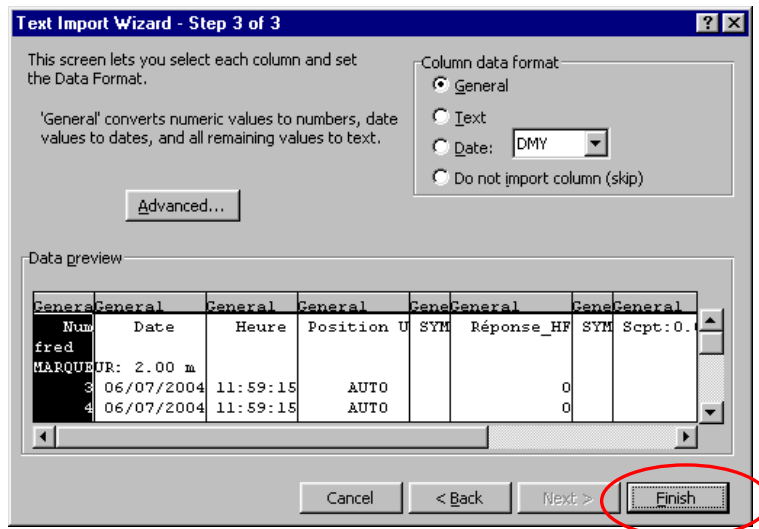 Text Import Wizard - Step 3 of 3
This screen lets you select each column and set
the Data Format.
'General' converts numeric values to numbers, date
values to dates, and all remaining values to text.
Advanced...
Column data format
General
Text
Date: DMY
Do not import column (skip)
Data preview
Genera General General General Gene General Gene General
Num Date Heure Position U SYM Réponse_HF SYM Scpt:0.
fred
MARQUEUR: 2.00 m
3 06/07/2004 11:59:15 AUTO 0
4 06/07/2004 11:59:15 AUTO 0
Cancel < Back Next > Finish